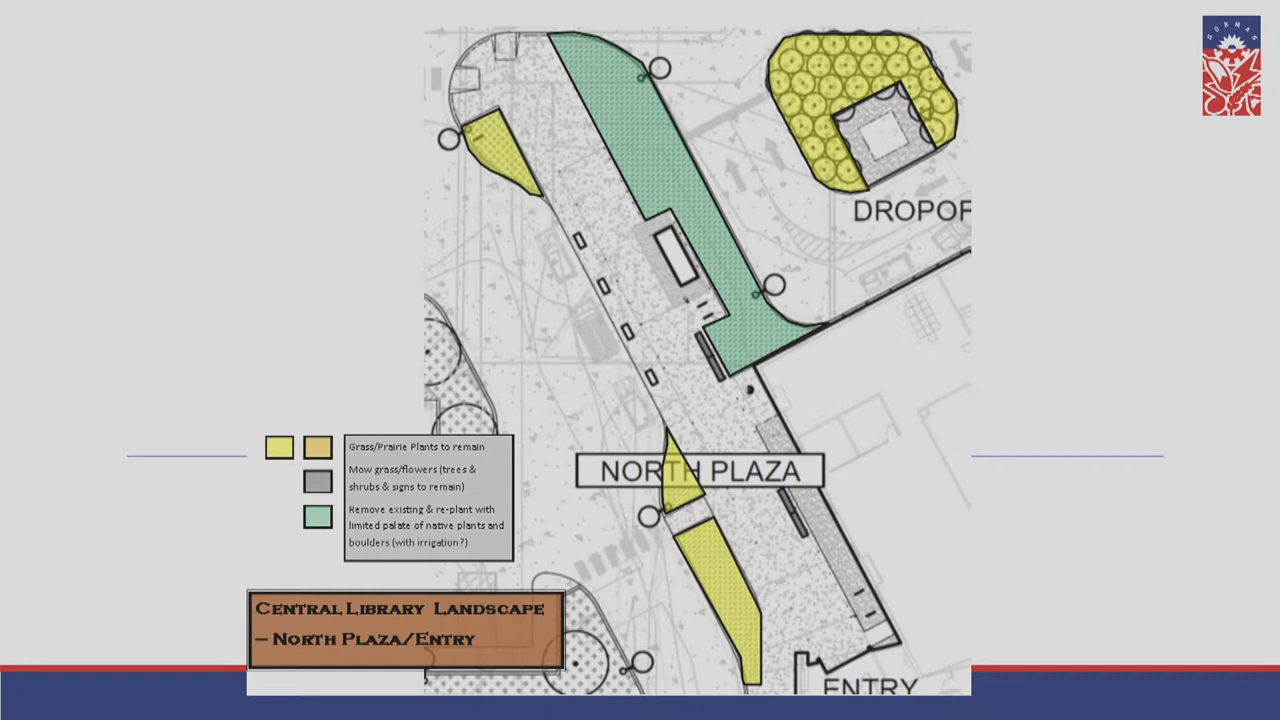 GORMAN
DROPOF
NORTH PLAZA
Grass/Prairie Plants to remain
Mow grass/flowers (trees &
shrubs & signs to remain)
Remove existing & re-plant with
limited palate of native plants and
boulders (with irrigation?)
CENTRAL LIBRARY LANDSCAPE
– NORTH PLAZA/ENTRY
ENTRY